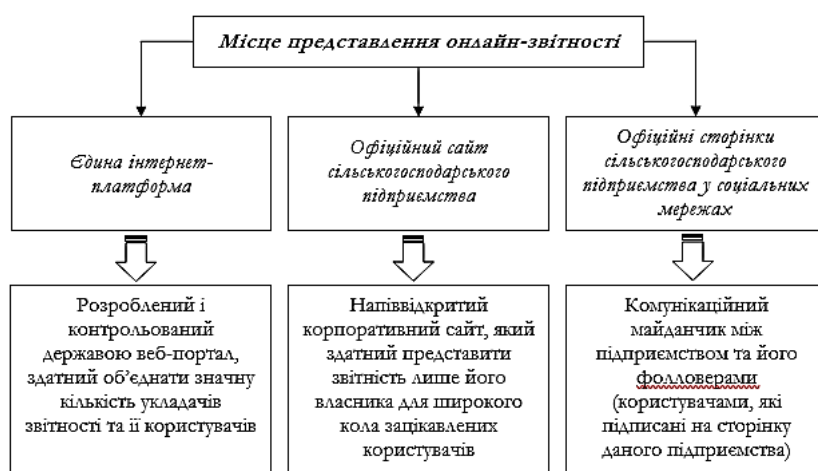 Місце представлення онлайн-звітності
Єдина інтернет-
платформа
Офіційний сайт
сільськогосподарського
підприємства
Офіційні сторінки
сільськогосподарського
підприємства у соціальних
мережах
Розроблений і
контрольований
державою веб-портал,
здатний об’єднати значну
кількість укладачів
звітності та її користувачів
Напіввідкритий
корпоративний сайт, який
здатний представити
звітність лише його
власника для широкого
кола зацікавлених
користувачів
Комунікаційний
майданчик між
підприємством та його
фолловерами
(користувачами, які
підписані на сторінку
даного підприємства)